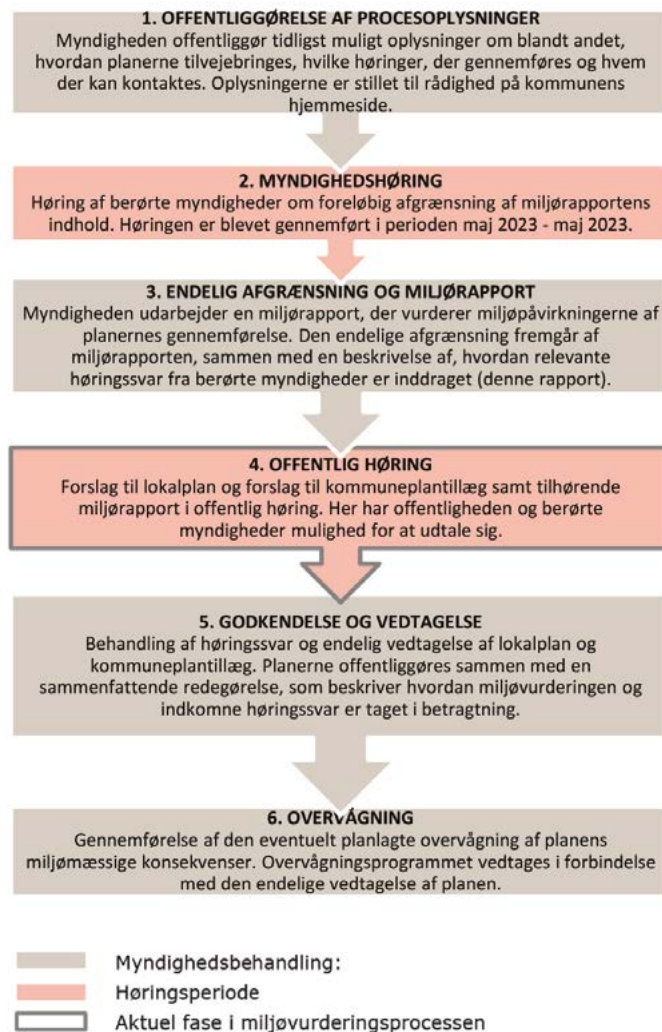 1. OFFENTLIGGØRELSE AF PROCESOPLYSNINGER
Myndigheden offentliggør tidligst muligt oplysninger om blandt andet,
hvordan planerne tilvejebringes, hvilke høringer, der gennemføres og hvem
der kan kontaktes. Oplysningerne er stillet til rådighed på kommunens
hjemmeside.
2. MYNDIGHEDSHØRING
Høring af berørte myndigheder om foreløbig afgrænsning af miljørapportens
indhold. Høringen er blevet gennemført i perioden maj 2023 - maj 2023.
3. ENDELIG AFGRÆNSNING OG MILJØRAPPORT
Myndigheden udarbejder en miljørapport, der vurderer miljøpåvirkningerne af
planernes gennemførelse. Den endelige afgrænsning fremgår af
miljørapporten, sammen med en beskrivelse af, hvordan relevante
høringssvar fra berørte myndigheder er inddraget (denne rapport).
4. OFFENTLIG HØRING
Forslag til lokalplan og forslag til kommuneplantillæg samt tilhørende
miljørapport i offentlig høring. Her har offentligheden og berørte
myndigheder mulighed for at udtale sig.
5. GODKENDELSE OG VEDTAGELSE
Behandling af høringssvar og endelig vedtagelse af lokalplan og
kommuneplantillæg. Planerne offentliggøres sammen med en
sammenfattende redegørelse, som beskriver hvordan miljøvurderingen og
indkomne høringssvar er taget i betragtning.
6. OVERVÅGNING
Gennemførelse af den eventuelt planlagte overvågning af planens
miljømæssige konsekvenser. Overvågningsprogrammet vedtages i forbindelse
med den endelige vedtagelse af planen.
Myndighedsbehandling:
Høringsperiode
Aktuel fase i miljøvurderingsprocessen